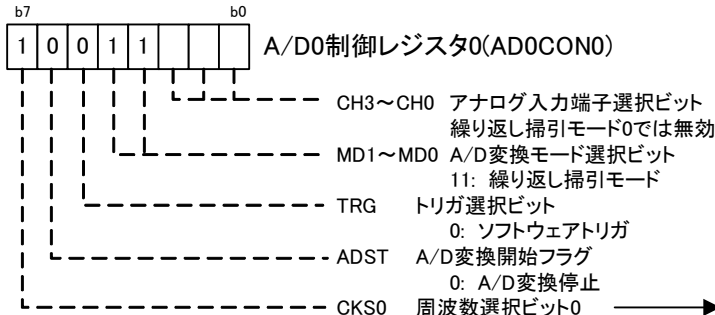 b7 b0
1 0 0 1 1 A/D0制御レジスタ0(AD0CON0)
CH3～CH0 アナログ入力端子選択ビット
繰り返し掃引モード0では無効
MD1～MD0 A/D変換モード選択ビット
11: 繰り返し掃引モード
TRG トリガ選択ビット
0: ソフトウェアトリガ
ADST A/D変換開始フラグ
0: A/D変換停止
CKS0 周波数選択ビット0